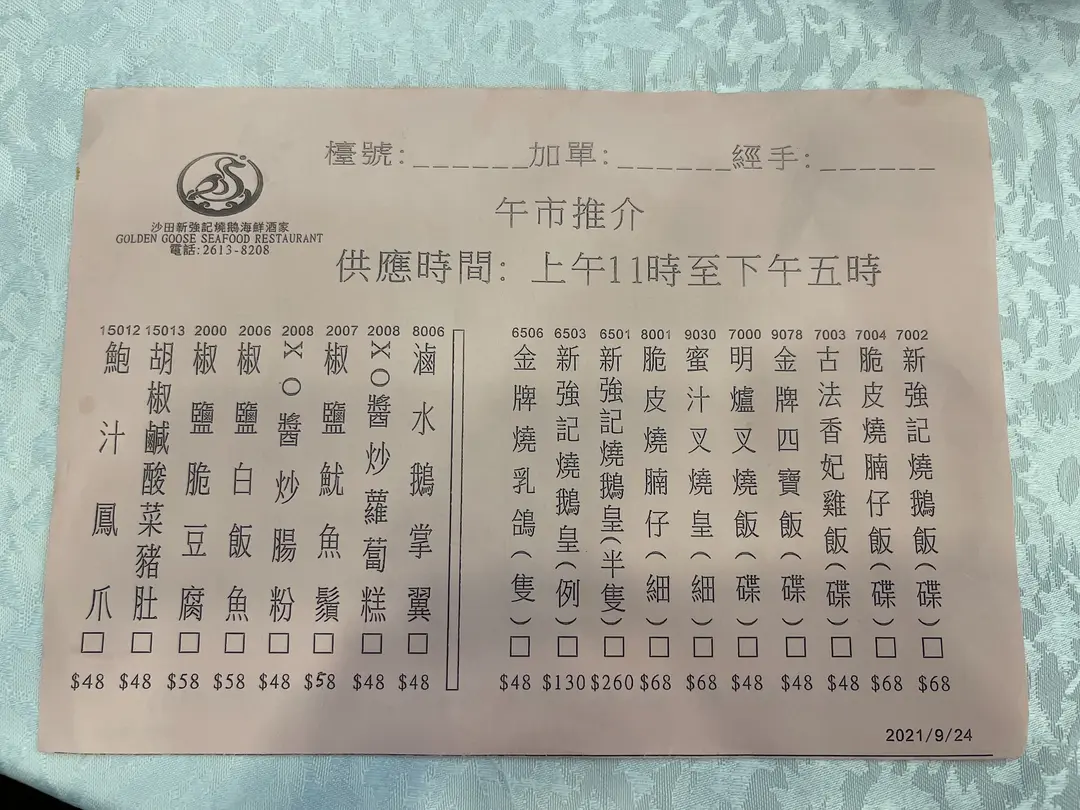 沙田新強記燒鵝海鮮酒家
GOLDEN GOOSE SEAFOOD RESTAURANT
電話:2613-8208
檯號:______加單:______經手:______
午市推介
供應時間: 上午11時至下午五時
7002
新強記燒鵝飯(碟)
$68
7004
脆皮燒腩仔飯(碟)
$68
7003
古法香妃雞飯(碟)
$48
9078
金牌四寶飯(碟)
$48
7000
明爐叉燒飯(碟)
$48
9030
蜜汁叉燒皇(細)
$68
8001
脆皮燒腩仔(細)
$68
6501
新強記燒鵝皇(半隻)
$260
6503
新強記燒鵝皇(例)
$130
6506
金牌燒乳鴿(隻)
$48
8006
滷水鵝掌翼
$48
2008
XO醬炒蘿蔔糕
$48
2007
椒鹽魷魚鬚
$58
2008
XO醬炒腸粉
$48
2006
椒鹽白飯魚
$58
2000
椒鹽脆豆腐
$58
15013
胡椒鹹酸菜豬肚
$48
15012
鮑汁鳳爪
$48
2021/9/24